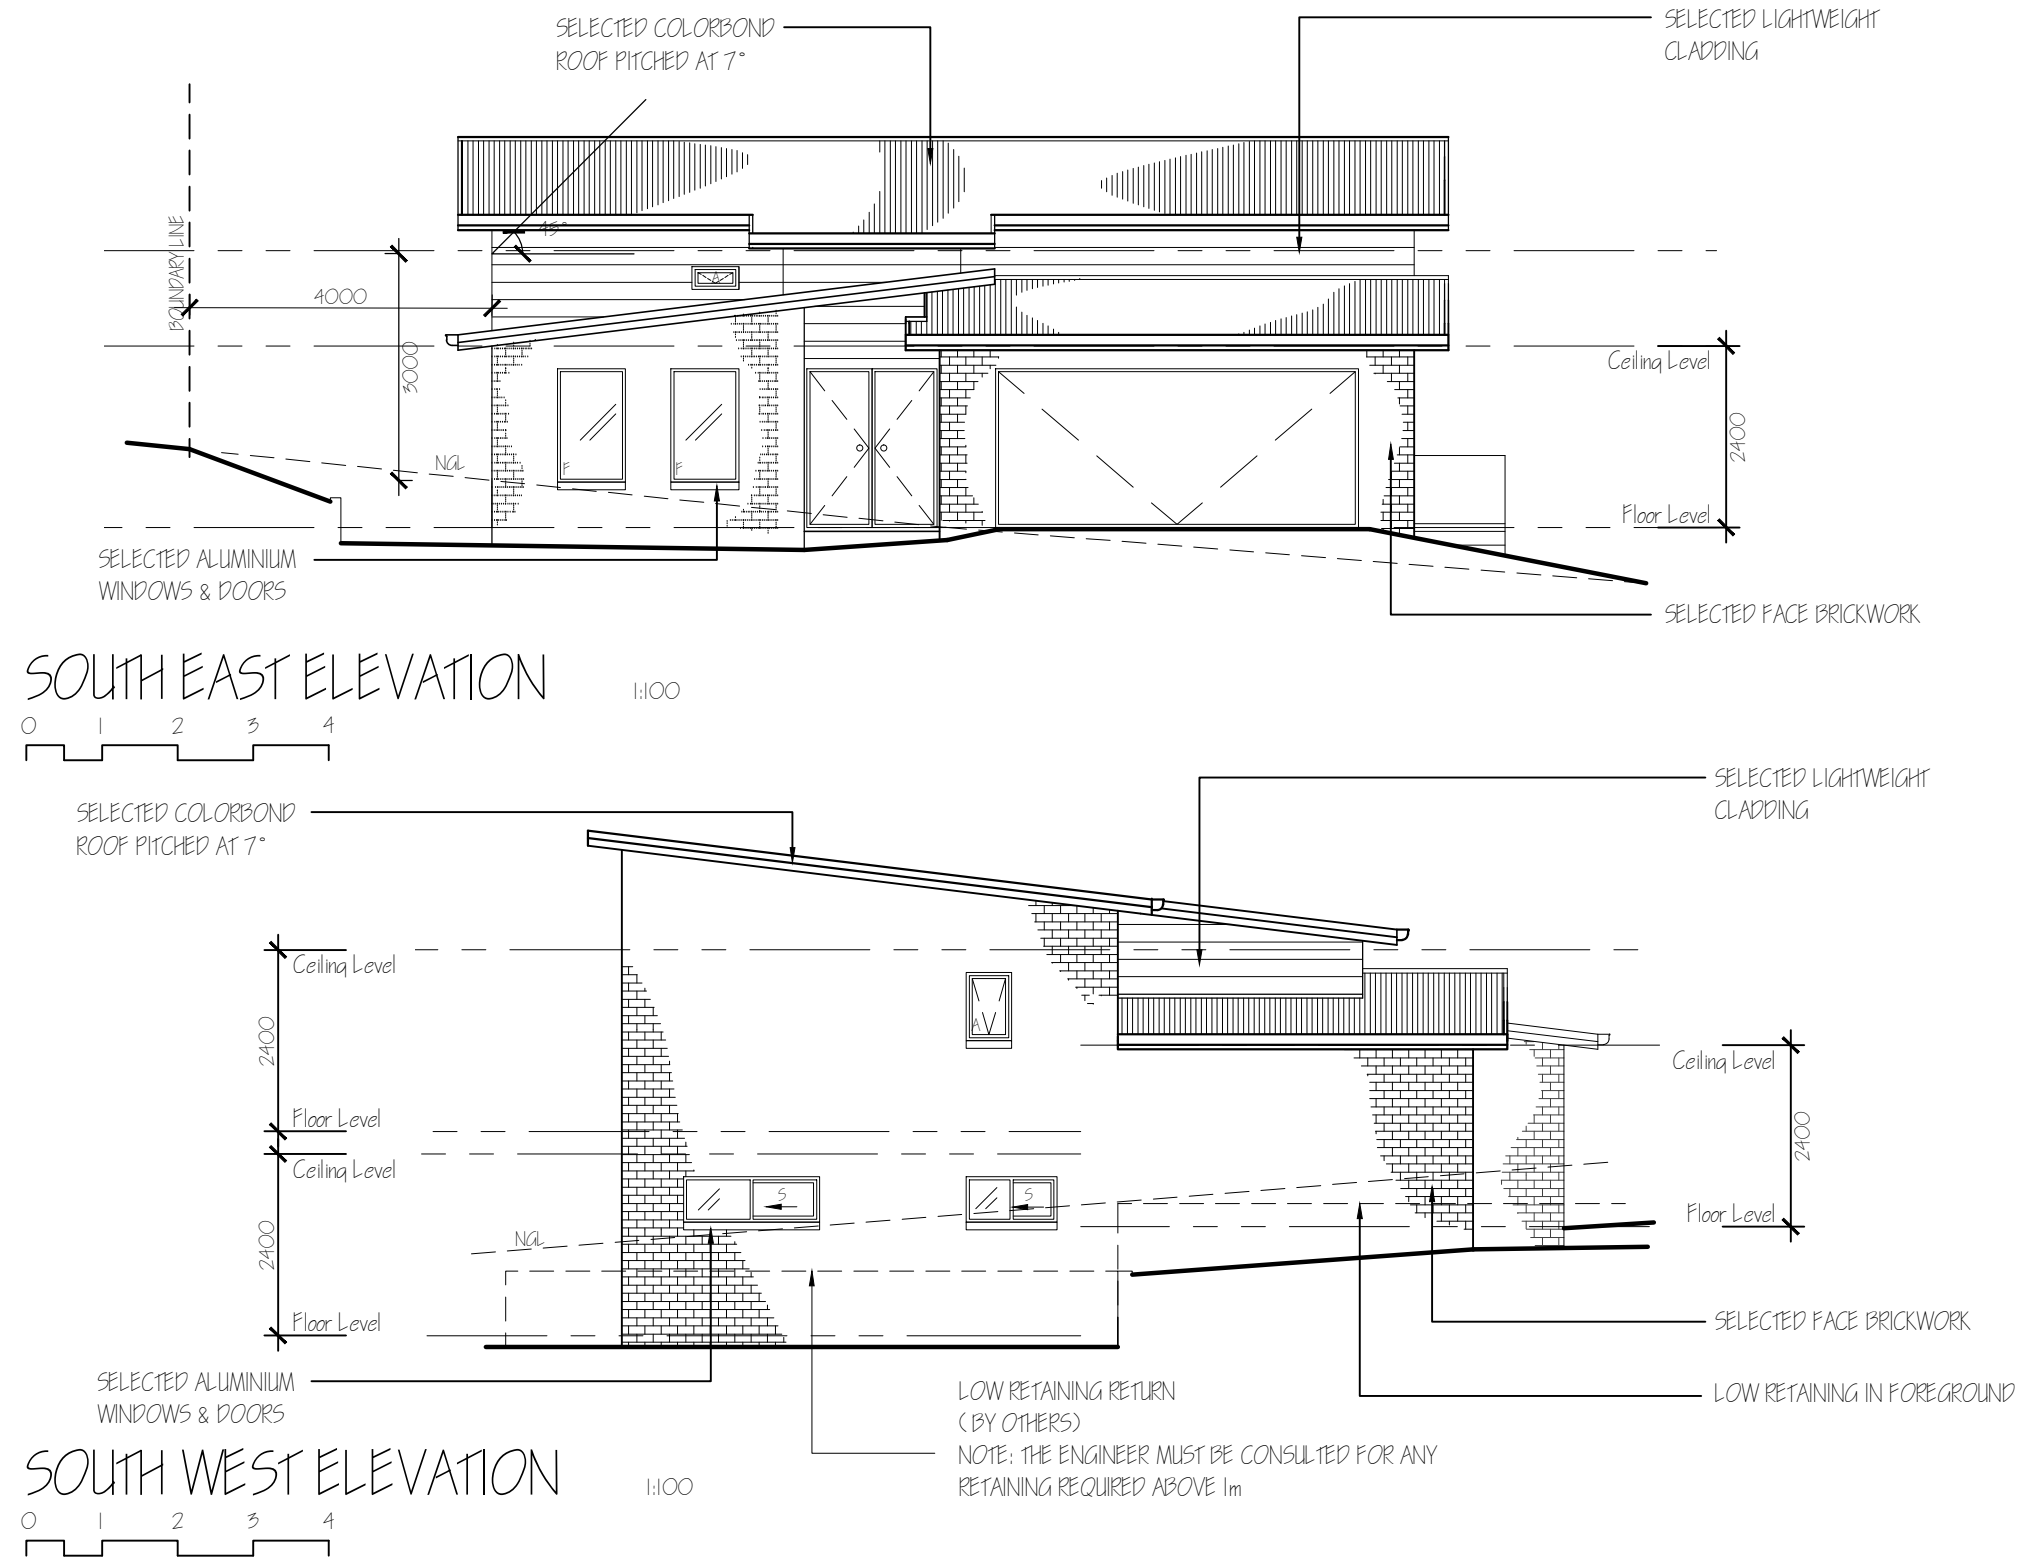 SELECTED COLORBOND
ROOF PITCHED AT 7°
SELECTED LIGHTWEIGHT
CLADDING
BOUNDARY LINE
45°
A
4000
3000
Ceiling Level
2400
NGL
F
F
Floor Level
SELECTED ALUMINIUM
WINDOWS & DOORS
SELECTED FACE BRICKWORK
SOUTH EAST ELEVATION
1:100
0 1 2 3 4
SELECTED LIGHTWEIGHT
CLADDING
SELECTED COLORBOND
ROOF PITCHED AT 7°
Ceiling Level
2400
A
Ceiling Level
Floor Level
Ceiling Level
2400
S
S
Floor Level
NGL
2400
Floor Level
SELECTED FACE BRICKWORK
SELECTED ALUMINIUM
WINDOWS & DOORS
LOW RETAINING RETURN
( BY OTHERS)
NOTE: THE ENGINEER MUST BE CONSULTED FOR ANY
RETAINING REQUIRED ABOVE 1m
LOW RETAINING IN FOREGROUND
SOUTH WEST ELEVATION
1:100
0 1 2 3 4